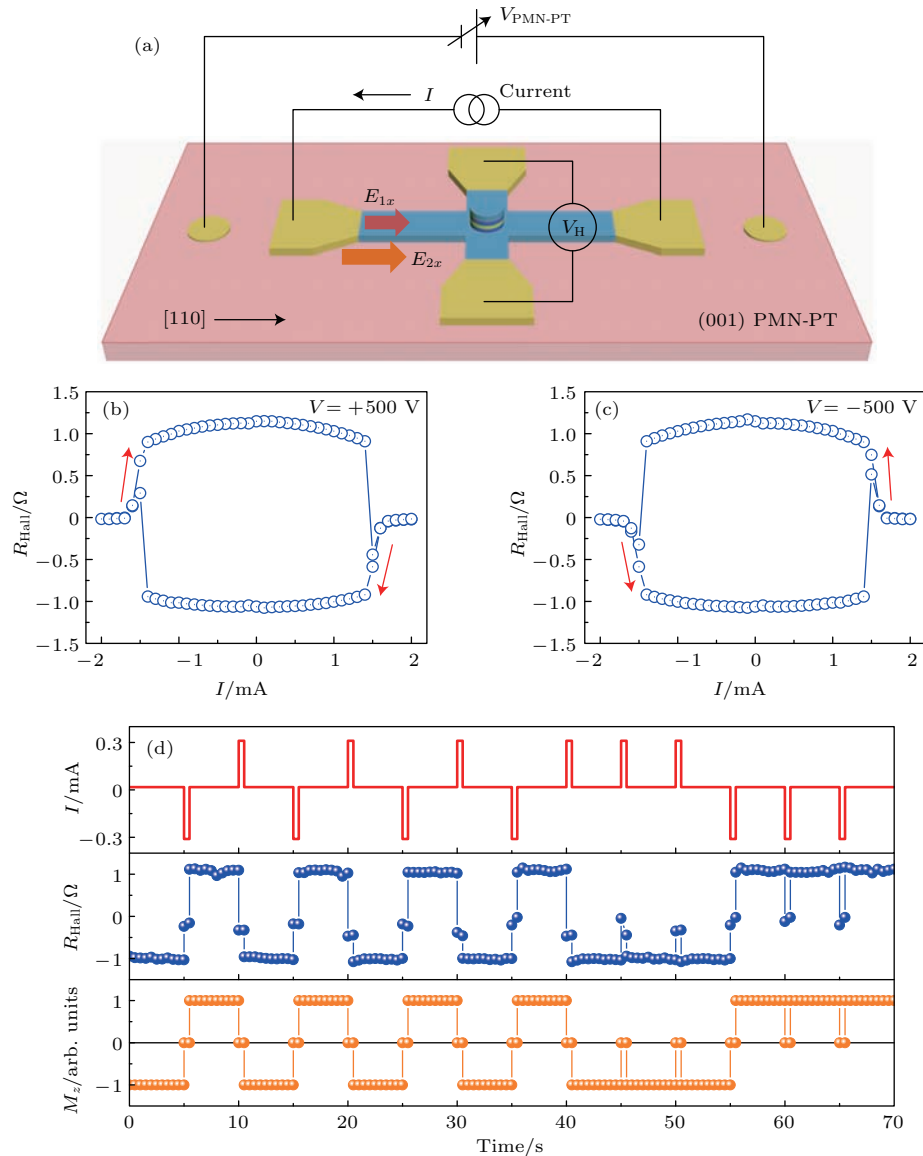 (a)
V_PMN-PT
I
Current
E_1x
V_H
E_2x
[110]
(001) PMN-PT
(b)
V = +500 V
1.5
1.0
0.5
0
−0.5
−1.0
−1.5
R_Hall/Ω
−2
−1
0
1
2
I/mA
(c)
V = −500 V
1.5
1.0
0.5
0
−0.5
−1.0
−1.5
R_Hall/Ω
−2
−1
0
1
2
I/mA
(d)
0.3
0
−0.3
I/mA
1
0
−1
R_Hall/Ω
1
0
−1
M_z/arb. units
0
10
20
30
40
50
60
70
Time/s